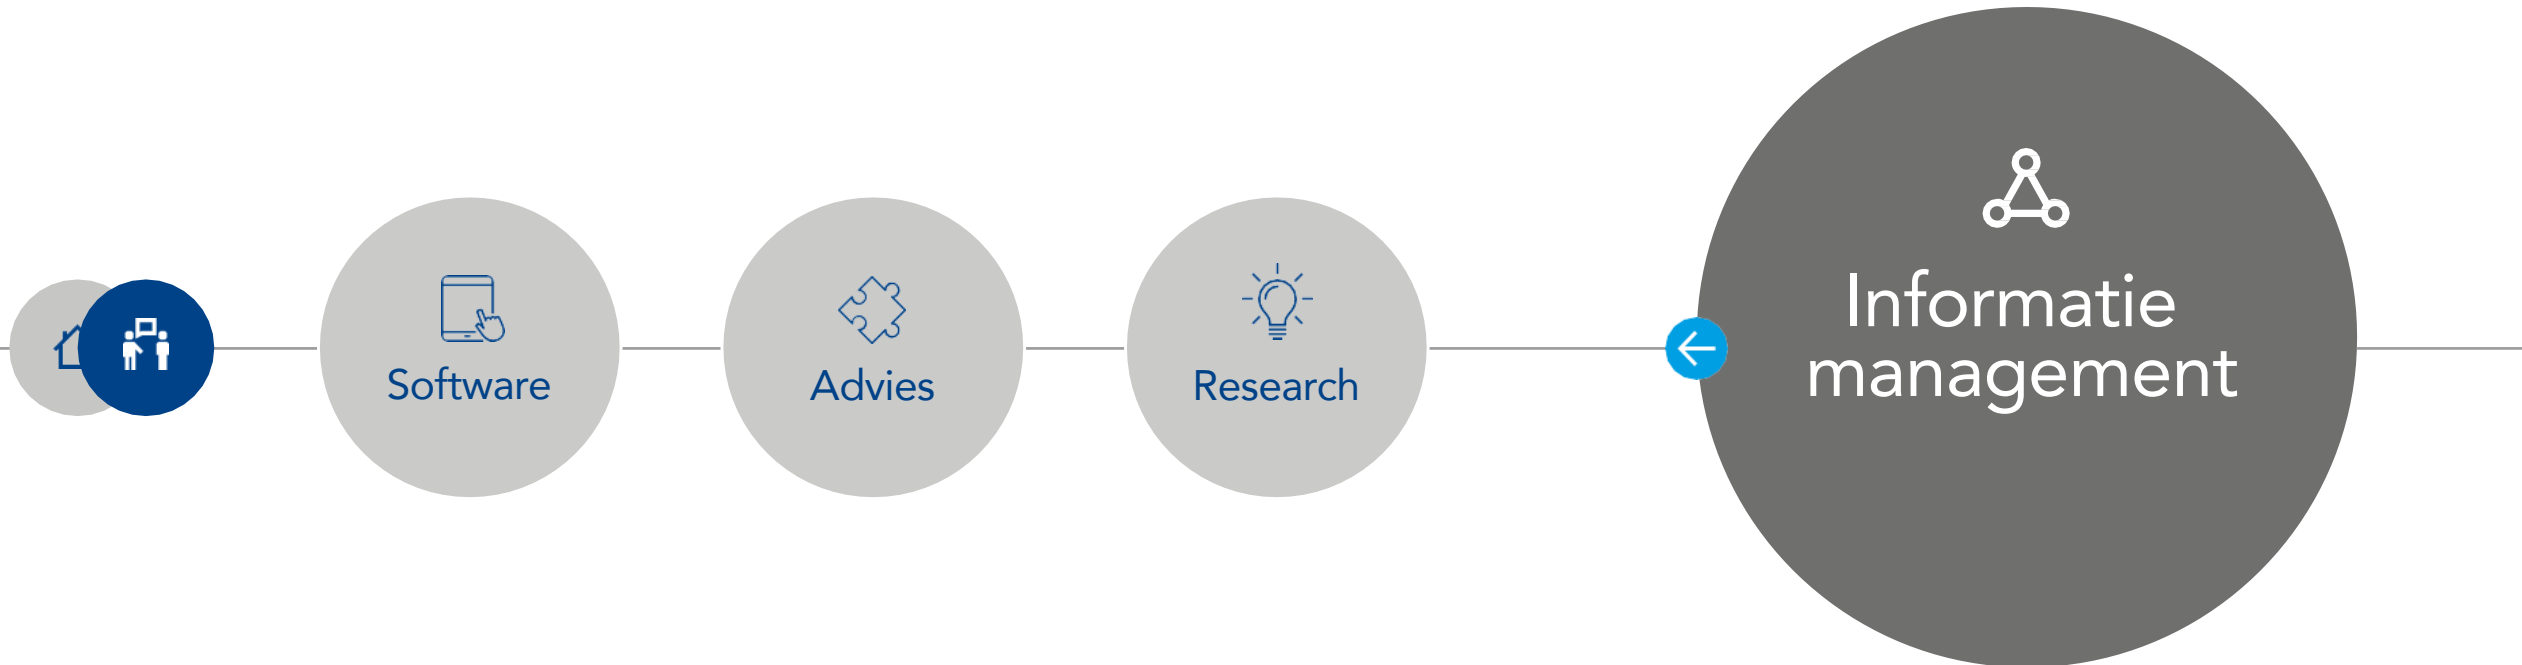 Software
Advies
Research
Informatie
management